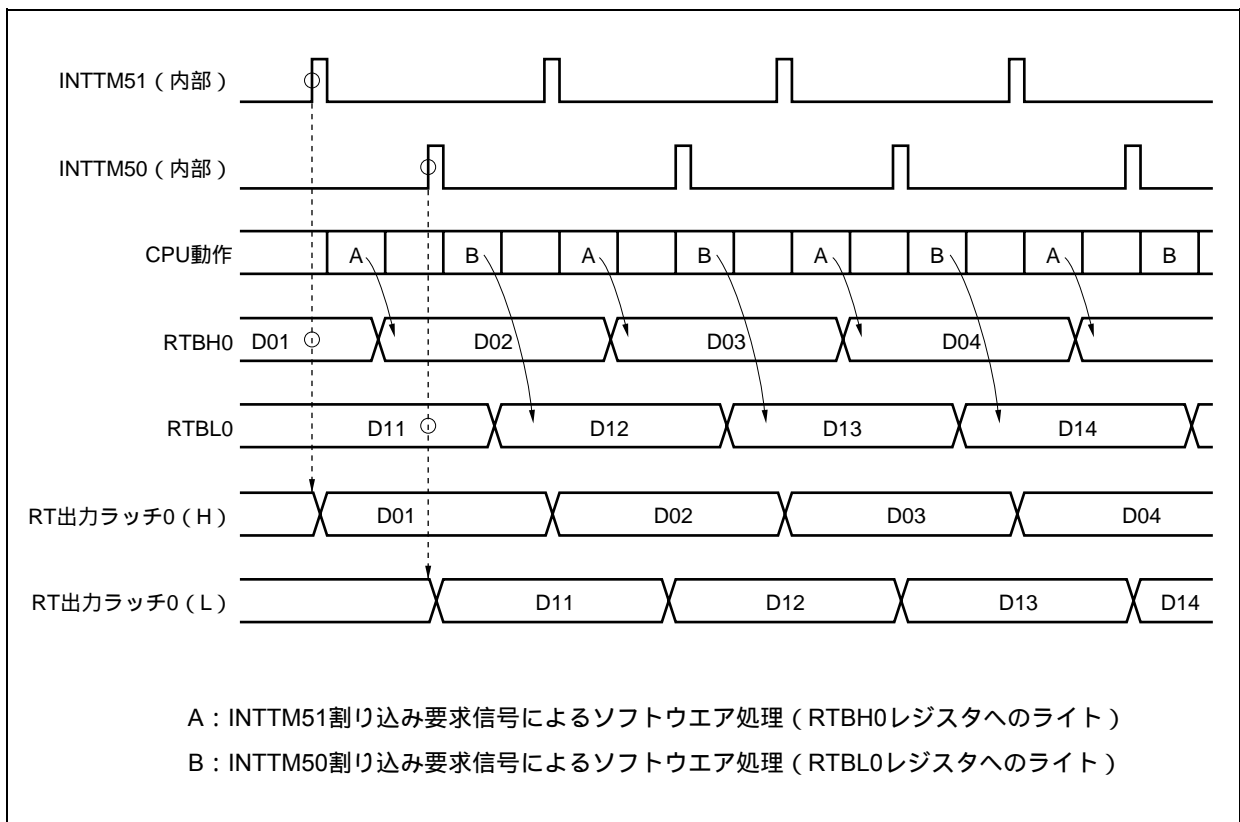 INTTM51（内部）
INTTM50（内部）
CPU動作 A B A B A B A B
RTBH0 D01 D02 D03 D04
RTBL0 D11 D12 D13 D14
RT出力ラッチ0（H） D01 D02 D03 D04
RT出力ラッチ0（L） D11 D12 D13 D14
A：INTTM51割り込み要求信号によるソフトウエア処理（RTBH0レジスタへのライト）
B：INTTM50割り込み要求信号によるソフトウエア処理（RTBL0レジスタへのライト）